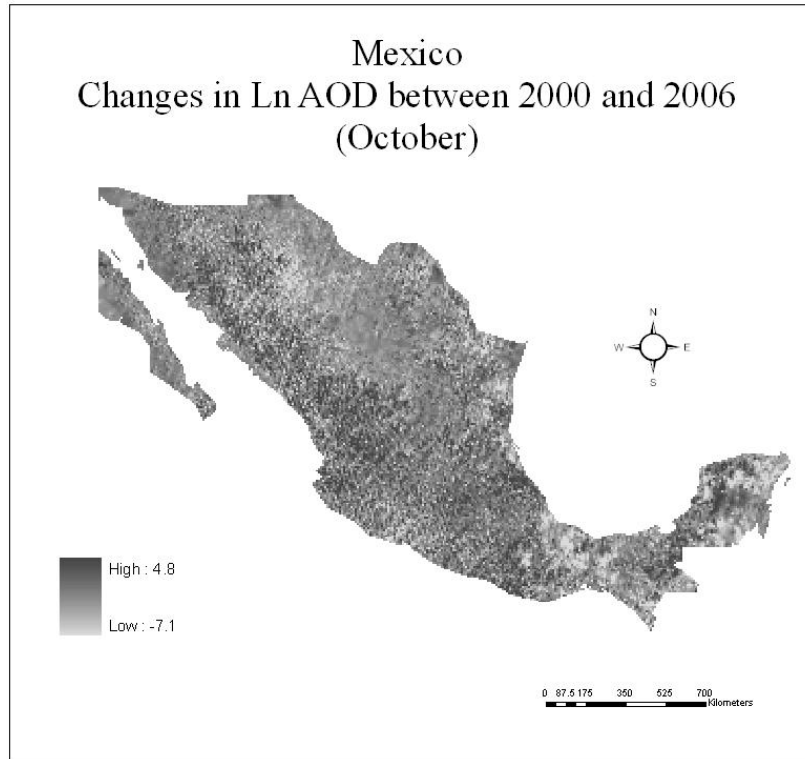 Mexico
Changes in Ln AOD between 2000 and 2006
(October)
N
W E
S
High : 4.8
Low : -7.1
0 87.5 175 350 525 700
Kilometers